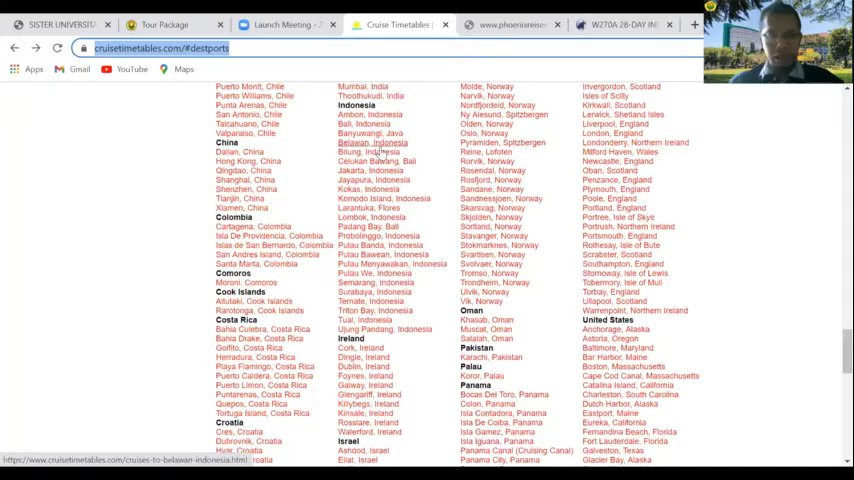 SISTER UNIVERSITA
Tour Package
Launch Meeting - Z
Cruise Timetables
www.phoenixreisen
W270A 28-DAY IN
cruisetimetables.com/#destports
Apps
Gmail
YouTube
Maps
Puerto Montt, Chile
Puerto Williams, Chile
Punta Arenas, Chile
San Antonio, Chile
Talcahuano, Chile
Valparaiso, Chile
China
Dalian, China
Hong Kong, China
Qingdao, China
Shanghai, China
Shenzhen, China
Tianjin, China
Xiamen, China
Colombia
Cartagena, Colombia
Isla De Providencia, Colombia
Islas de San Bernardo, Colombia
San Andres Island, Colombia
Santa Marta, Colombia
Comoros
Moroni, Comoros
Cook Islands
Aitutaki, Cook Islands
Rarotonga, Cook Islands
Costa Rica
Bahia Culebra, Costa Rica
Bahia Drake, Costa Rica
Golfito, Costa Rica
Herradura, Costa Rica
Playa Flamingo, Costa Rica
Puerto Caldera, Costa Rica
Puerto Limon, Costa Rica
Puntarenas, Costa Rica
Quepos, Costa Rica
Tortuga Island, Costa Rica
Croatia
Cres, Croatia
Dubrovnik, Croatia
Hvar, Croatia
Croatia
Mumbai, India
Thoothukudi, India
Indonesia
Ambon, Indonesia
Bali, Indonesia
Banyuwangi, Java
Belawan, Indonesia
Bitung, Indonesia
Celukan Bawang, Bali
Jakarta, Indonesia
Jayapura, Indonesia
Kokas, Indonesia
Komodo Island, Indonesia
Larantuka, Flores
Lombok, Indonesia
Padang Bay, Bali
Probolinggo, Indonesia
Pulau Banda, Indonesia
Pulau Bawean, Indonesia
Pulau Menyawakan, Indonesia
Pulau We, Indonesia
Semarang, Indonesia
Surabaya, Indonesia
Ternate, Indonesia
Triton Bay, Indonesia
Tual, Indonesia
Ujung Pandang, Indonesia
Ireland
Cork, Ireland
Dingle, Ireland
Dublin, Ireland
Foynes, Ireland
Galway, Ireland
Glengariff, Ireland
Killybegs, Ireland
Kinsale, Ireland
Rosslare, Ireland
Waterford, Ireland
Israel
Ashdod, Israel
Eilat, Israel
Molde, Norway
Narvik, Norway
Nordfjordeid, Norway
Ny Alesund, Spitzbergen
Olden, Norway
Oslo, Norway
Pyramiden, Spitzbergen
Reine, Lofoten
Rorvik, Norway
Rosendal, Norway
Rosfjord, Norway
Sandane, Norway
Sandnessjoen, Norway
Skarsvag, Norway
Skjolden, Norway
Sortland, Norway
Stavanger, Norway
Stokmarknes, Norway
Svartisen, Norway
Svolvaer, Norway
Tromso, Norway
Trondheim, Norway
Ulvik, Norway
Vik, Norway
Oman
Khasab, Oman
Muscat, Oman
Salalah, Oman
Pakistan
Karachi, Pakistan
Palau
Koror, Palau
Panama
Bocas Del Toro, Panama
Colon, Panama
Isla Contadora, Panama
Isla De Coiba, Panama
Isla Gamez, Panama
Isla Iguana, Panama
Panama Canal (Cruising Canal)
Panama City, Panama
Invergordon, Scotland
Isles of Scilly
Kirkwall, Scotland
Lerwick, Shetland Isles
Liverpool, England
London, England
Londonderry, Northern Ireland
Milford Haven, Wales
Newcastle, England
Oban, Scotland
Penzance, England
Plymouth, England
Poole, England
Portland, England
Portree, Isle of Skye
Portrush, Northern Ireland
Portsmouth, England
Rothesay, Isle of Bute
Scrabster, Scotland
Southampton, England
Stornoway, Isle of Lewis
Tobermory, Isle of Mull
Torbay, England
Ullapool, Scotland
Warrenpoint, Northern Ireland
United States
Anchorage, Alaska
Astoria, Oregon
Baltimore, Maryland
Bar Harbor, Maine
Boston, Massachusetts
Cape Cod Canal, Massachusetts
Catalina Island, California
Charleston, South Carolina
Dutch Harbor, Alaska
Eastport, Maine
Eureka, California
Fernandina Beach, Florida
Fort Lauderdale, Florida
Galveston, Texas
Glacier Bay, Alaska
https://www.cruisetimetables.com/cruises-to-belawan-indonesia.html